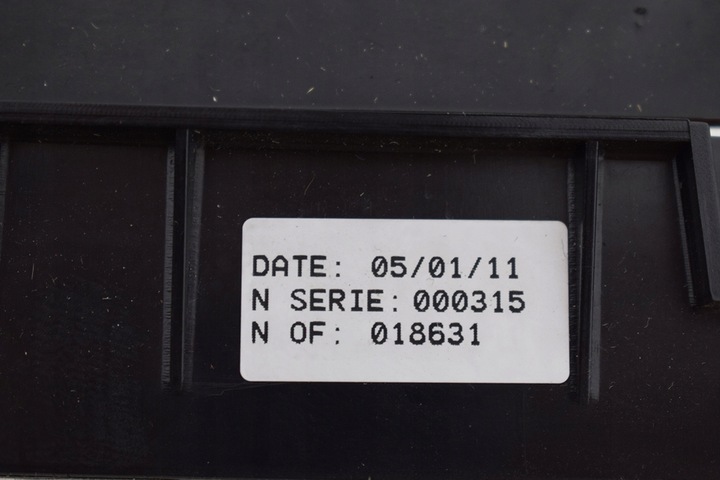 DATE: 05/01/11
N SERIE: 000315
N OF: 018631